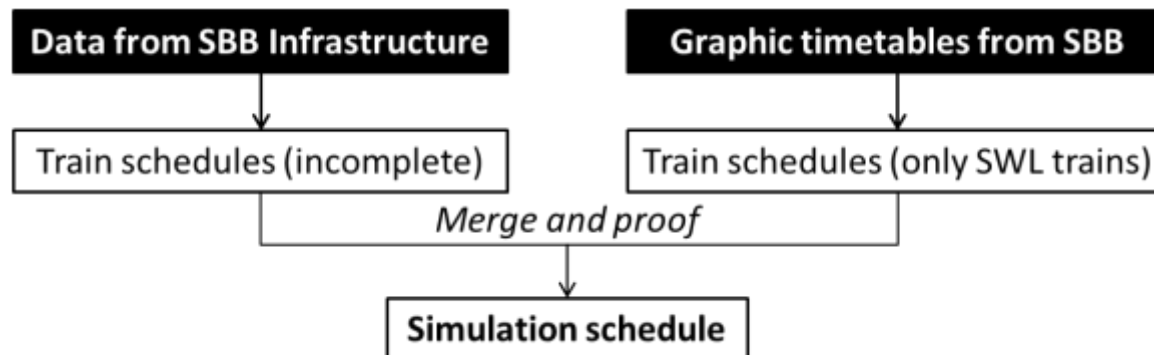 Data from SBB Infrastructure
Graphic timetables from SBB
Train schedules (incomplete)
Train schedules (only SWL trains)
Merge and proof
Simulation schedule